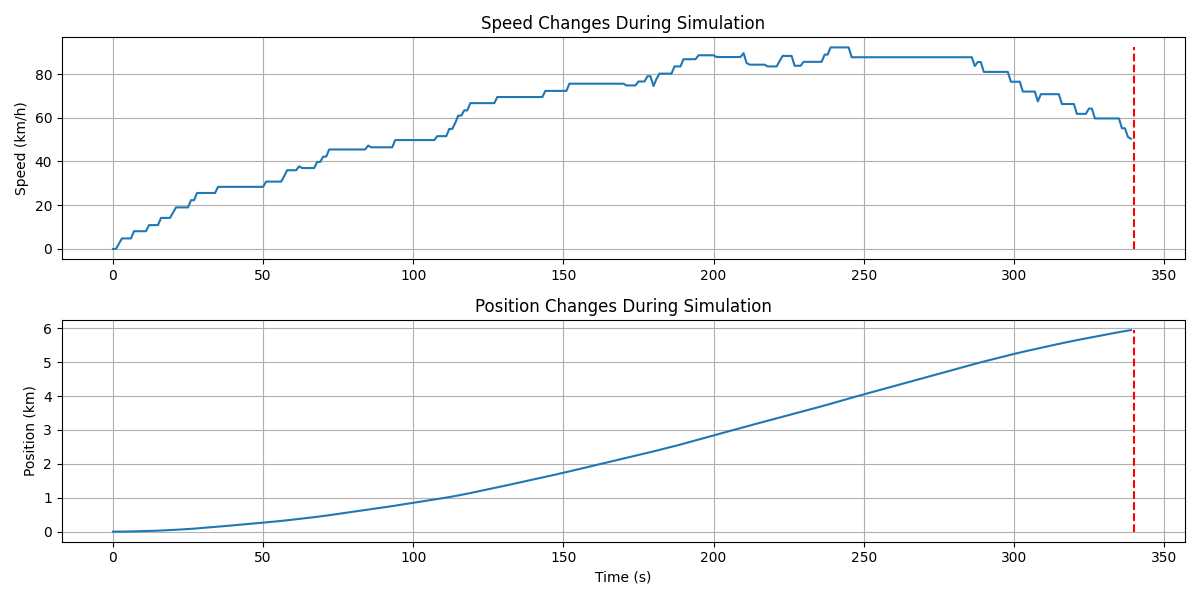 Speed Changes During Simulation
Speed (km/h)
80
60
40
20
0
0 50 100 150 200 250 300 350
Position Changes During Simulation
Position (km)
6
5
4
3
2
1
0
0 50 100 150 200 250 300 350
Time (s)